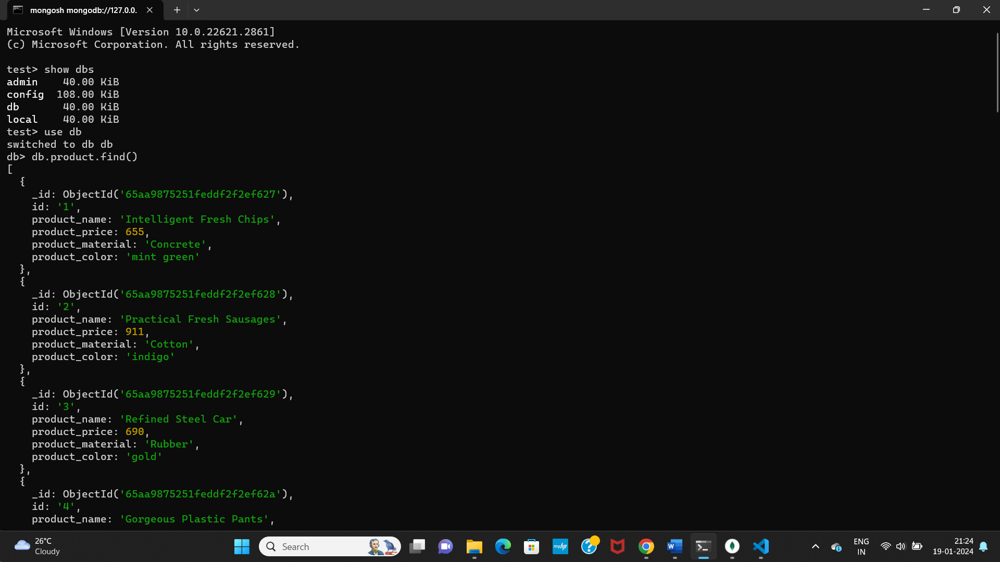 mongosh mongodb://127.0.0.
Microsoft Windows [Version 10.0.22621.2861]
(c) Microsoft Corporation. All rights reserved.
test> show dbs
admin    40.00 KiB
config  108.00 KiB
db       40.00 KiB
local    40.00 KiB
test> use db
switched to db db
db> db.product.find()
[
  {
    _id: ObjectId('65aa9875251feddf2f2ef627'),
    id: '1',
    product_name: 'Intelligent Fresh Chips',
    product_price: 655,
    product_material: 'Concrete',
    product_color: 'mint green'
  },
  {
    _id: ObjectId('65aa9875251feddf2f2ef628'),
    id: '2',
    product_name: 'Practical Fresh Sausages',
    product_price: 911,
    product_material: 'Cotton',
    product_color: 'indigo'
  },
  {
    _id: ObjectId('65aa9875251feddf2f2ef629'),
    id: '3',
    product_name: 'Refined Steel Car',
    product_price: 690,
    product_material: 'Rubber',
    product_color: 'gold'
  },
  {
    _id: ObjectId('65aa9875251feddf2f2ef62a'),
    id: '4',
    product_name: 'Gorgeous Plastic Pants',
26°C
Cloudy
Search
myhp
W
ENG
IN
21:24
19-01-2024